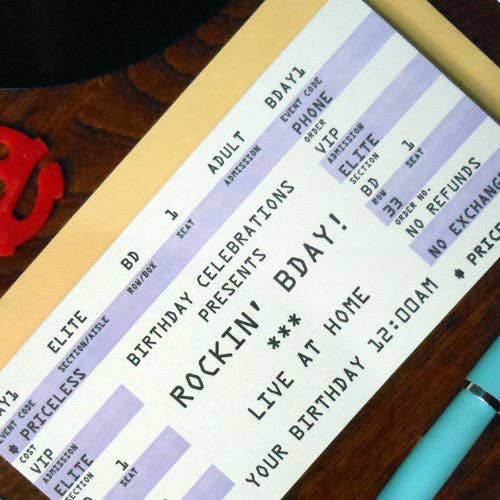 AY1 ELITE BD 1 ADULT BDAY1
EVENT CODE SECTION/AISLE ROW/BOX SEAT ADMISSION EVENT CODE
PRICELESS
COST
VIP
ADMISSION
ELITE
SECTION SEAT
1
BD
BIRTHDAY CELEBRATIONS
PRESENTS
ROCKIN' BDAY!
***
LIVE AT HOME
YOUR BIRTHDAY 12:00AM
PHONE
ORDER
VIP
ADMISSION
ELITE
SECTION SEAT
BD 1
ROW
33
ORDER NO.
NO REFUNDS
NO EXCHANG
PRICE